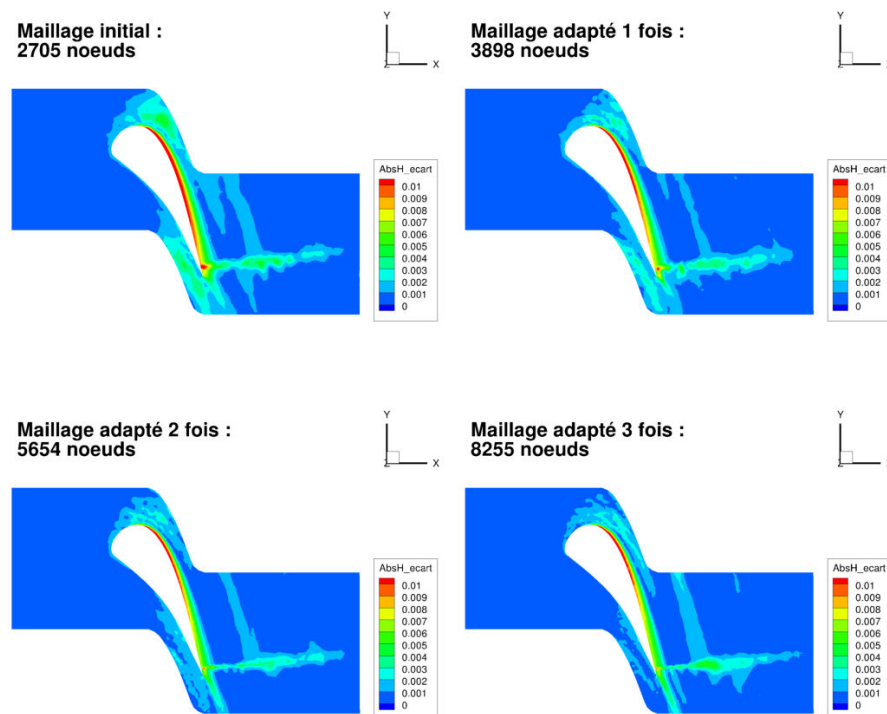 Maillage initial :
2705 noeuds
Y
Z X
AbsH_ecart
0.01
0.009
0.008
0.007
0.006
0.005
0.004
0.003
0.002
0.001
0
Maillage adapté 1 fois :
3898 noeuds
Y
Z X
AbsH_ecart
0.01
0.009
0.008
0.007
0.006
0.005
0.004
0.003
0.002
0.001
0
Maillage adapté 2 fois :
5654 noeuds
Y
Z X
AbsH_ecart
0.01
0.009
0.008
0.007
0.006
0.005
0.004
0.003
0.002
0.001
0
Maillage adapté 3 fois :
8255 noeuds
Y
Z X
AbsH_ecart
0.01
0.009
0.008
0.007
0.006
0.005
0.004
0.003
0.002
0.001
0